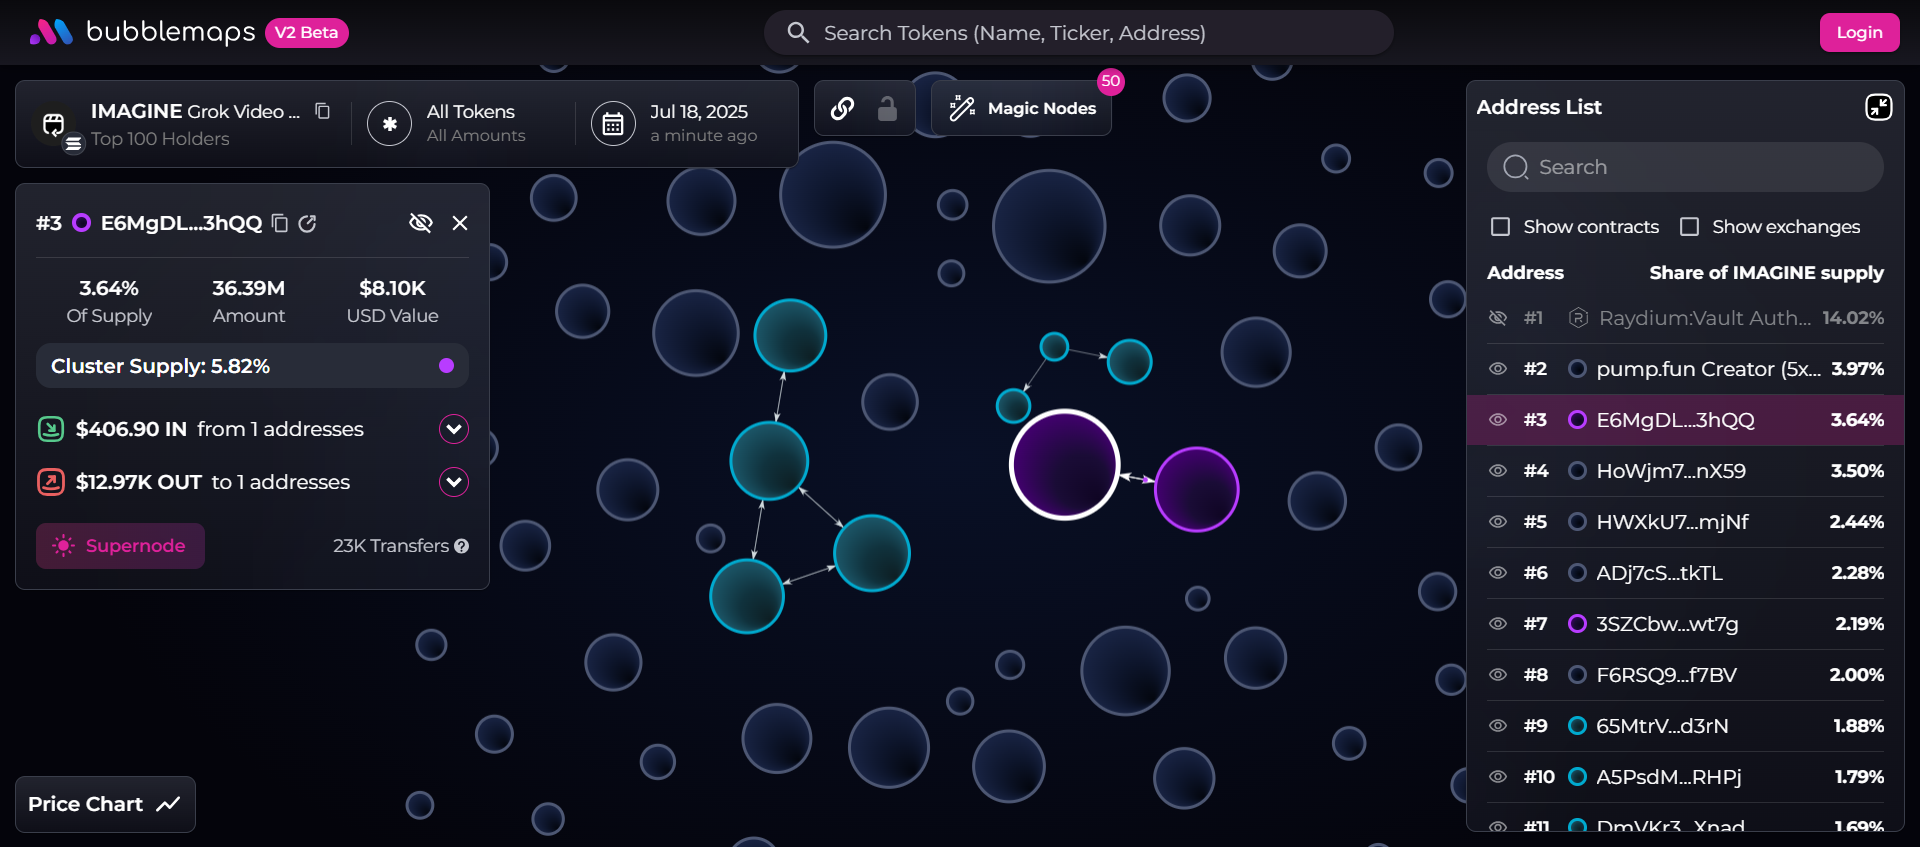 bubblemaps V2 Beta
Search Tokens (Name, Ticker, Address)
Login
IMAGINE Grok Video ...
Top 100 Holders
All Tokens
All Amounts
Jul 18, 2025
a minute ago
Magic Nodes
50
#3 E6MgDL...3hQQ
3.64% 36.39M $8.10K
Of Supply Amount USD Value
Cluster Supply: 5.82%
$406.90 IN from 1 addresses
$12.97K OUT to 1 addresses
Supernode 23K Transfers ?
Price Chart
Address List
Search
Show contracts Show exchanges
Address Share of IMAGINE supply
#1 Raydium:Vault Auth... 14.02%
#2 pump.fun Creator (5x... 3.97%
#3 E6MgDL...3hQQ 3.64%
#4 HoWjm7...nX59 3.50%
#5 HWXkU7...mjNf 2.44%
#6 ADj7cS...tkTL 2.28%
#7 3SZCbw...wt7g 2.19%
#8 F6RSQ9...f7BV 2.00%
#9 65MtrV...d3rN 1.88%
#10 A5PsdM...RHPj 1.79%
#11 DmVKr3...Xnad 1.69%